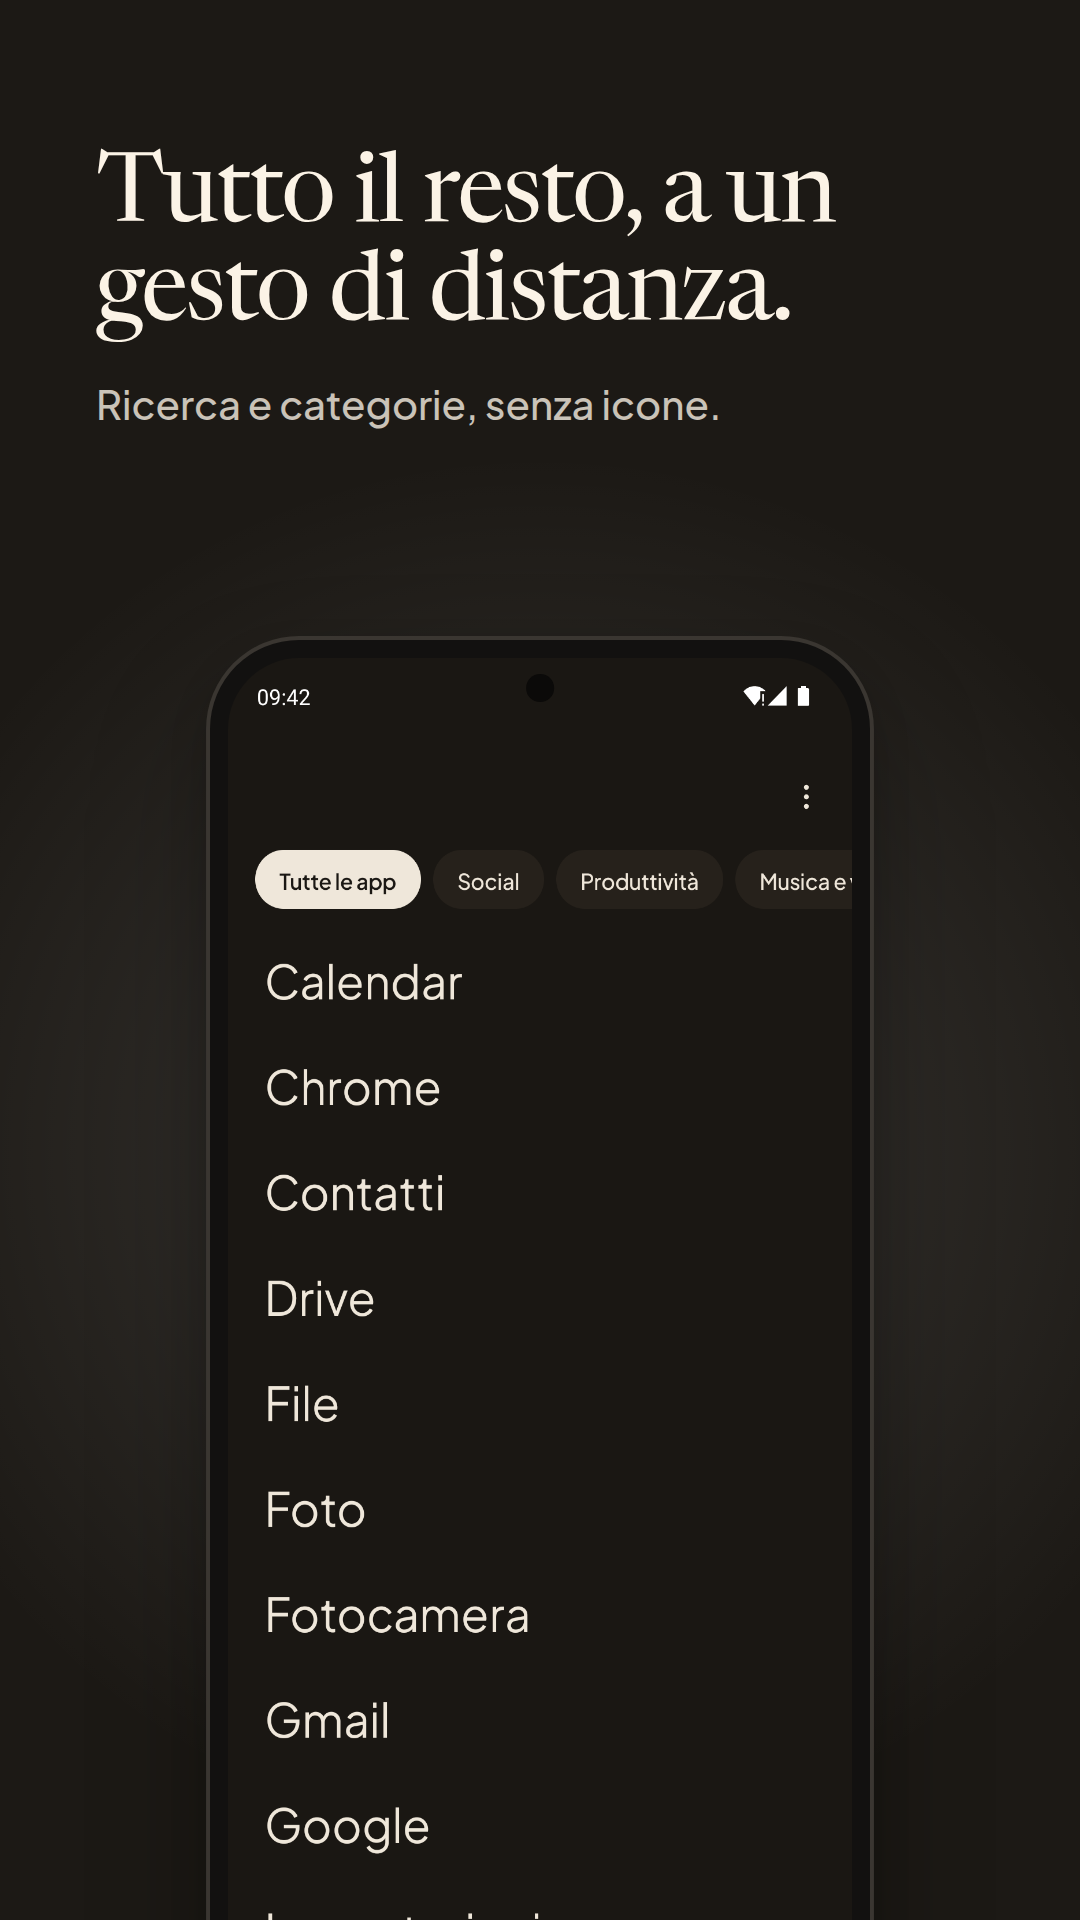 Tutto il resto, a un
gesto di distanza.
Ricerca e categorie, senza icone.
09:42
Tutte le app
Social
Produttività
Musica e
Calendar
Chrome
Contatti
Drive
File
Foto
Fotocamera
Gmail
Google